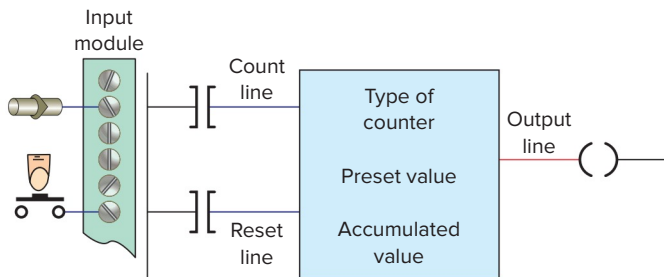 Input
module
Count
line
Type of
counter
Output
line
Preset value
Reset
line
Accumulated
value